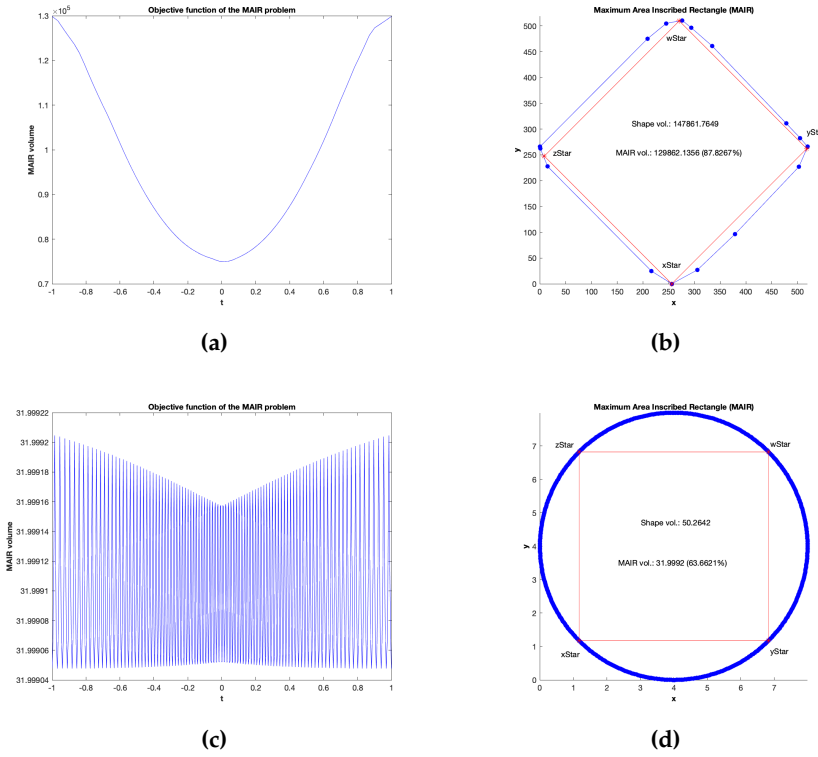 Objective function of the MAIR problem
×10^5
1.3
1.2
1.1
1
0.9
0.8
0.7
MAIR volume
-1 -0.8 -0.6 -0.4 -0.2 0 0.2 0.4 0.6 0.8 1
t
(a)
Maximum Area Inscribed Rectangle (MAIR)
500
450
400
350
300
250
200
150
100
50
0
y
wStar
ySt
zStar
xStar
Shape vol.: 147861.7649
MAIR vol.: 129862.1356 (87.8267%)
0 50 100 150 200 250 300 350 400 450 500
x
(b)
Objective function of the MAIR problem
31.99922
31.9992
31.99918
31.99916
31.99914
31.99912
31.9991
31.99908
31.99906
31.99904
MAIR volume
-1 -0.8 -0.6 -0.4 -0.2 0 0.2 0.4 0.6 0.8 1
t
(c)
Maximum Area Inscribed Rectangle (MAIR)
7
6
5
4
3
2
1
0
y
zStar
wStar
Shape vol.: 50.2642
MAIR vol.: 31.9992 (63.6621%)
xStar
yStar
0 1 2 3 4 5 6 7
x
(d)